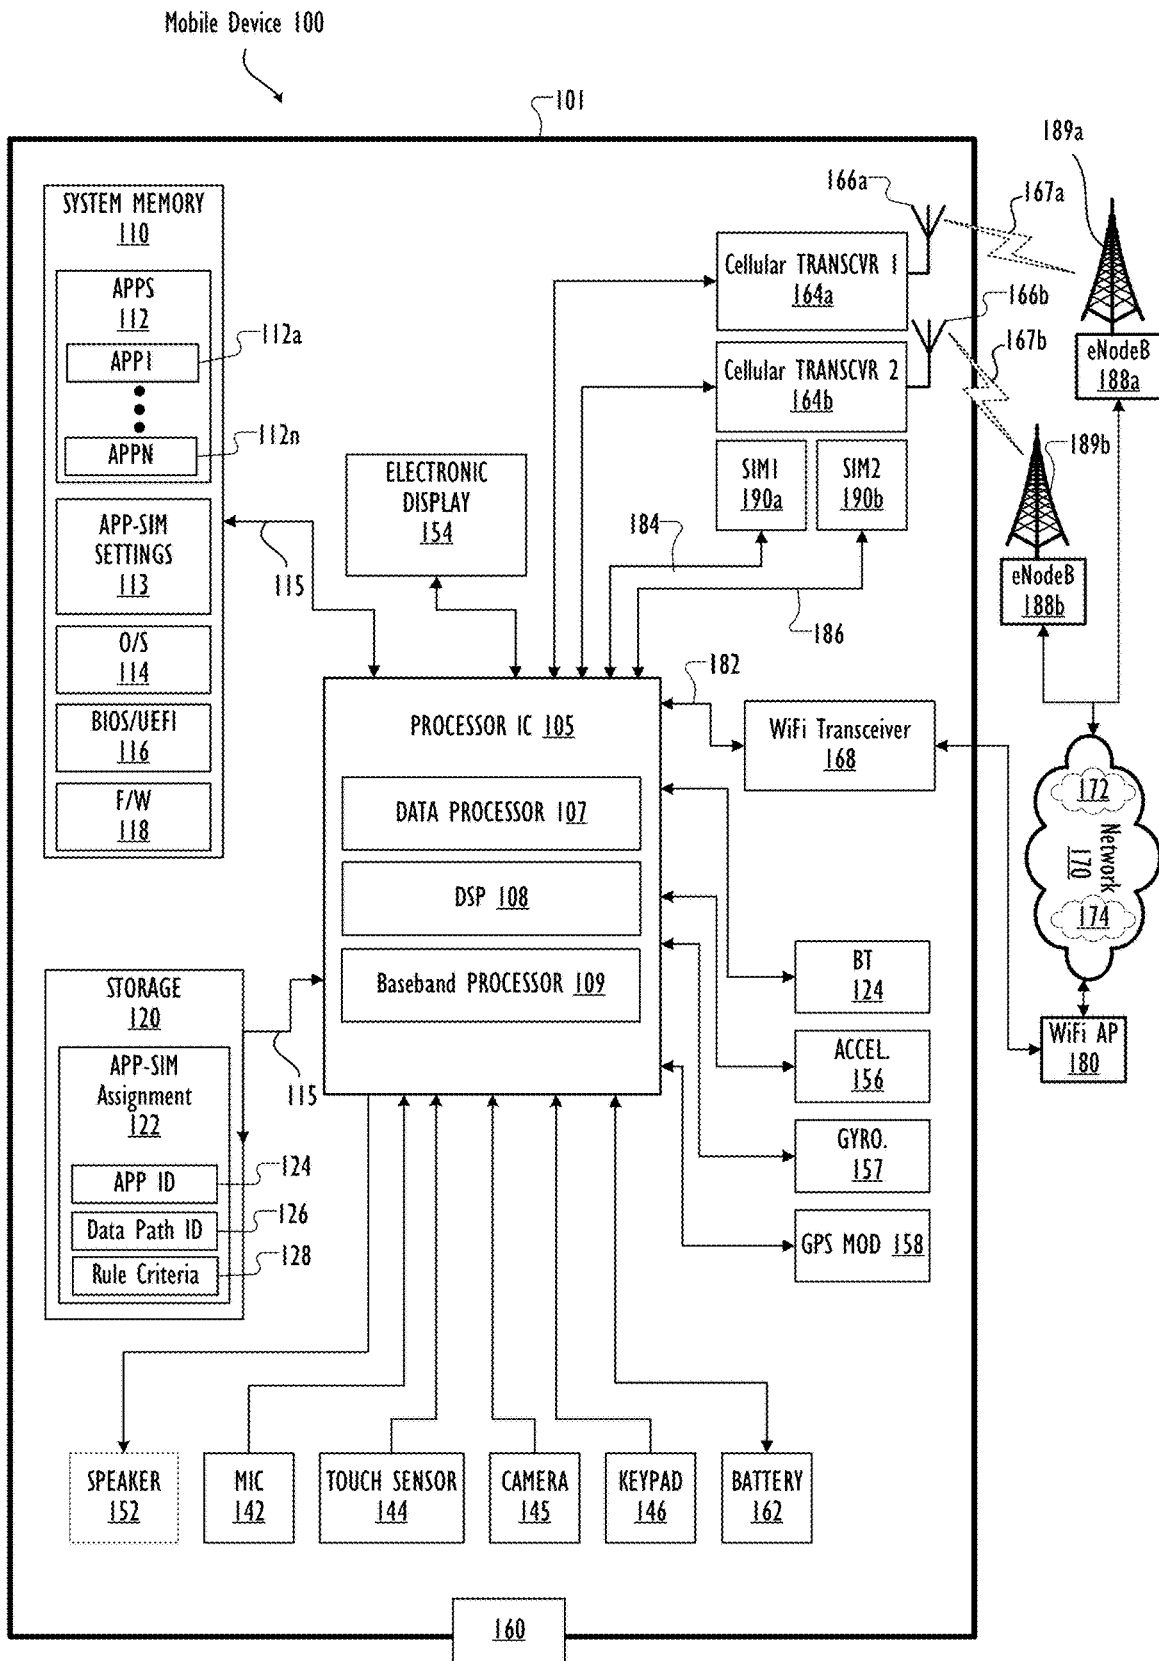 Mobile Device 100
101
SYSTEM MEMORY
110
APPS
112
APP1
112a
APPN
112n
APP-SIM
SETTINGS
113
O/S
114
BIOS/UEFI
116
F/W
118
115
ELECTRONIC
DISPLAY
154
Cellular TRANSCVR 1
164a
Cellular TRANSCVR 2
164b
166a
166b
167a
167b
189a
eNodeB
188a
189b
eNodeB
188b
SIM1
190a
SIM2
190b
184
186
182
PROCESSOR IC 105
DATA PROCESSOR 107
DSP 108
Baseband PROCESSOR 109
WiFi Transceiver
168
172
Network
170
174
WiFi AP
180
BT
124
ACCEL.
156
GYRO.
157
GPS MOD 158
STORAGE
120
APP-SIM
Assignment
122
APP ID
124
Data Path ID
126
Rule Criteria
128
115
SPEAKER
152
MIC
142
TOUCH SENSOR
144
CAMERA
145
KEYPAD
146
BATTERY
162
160